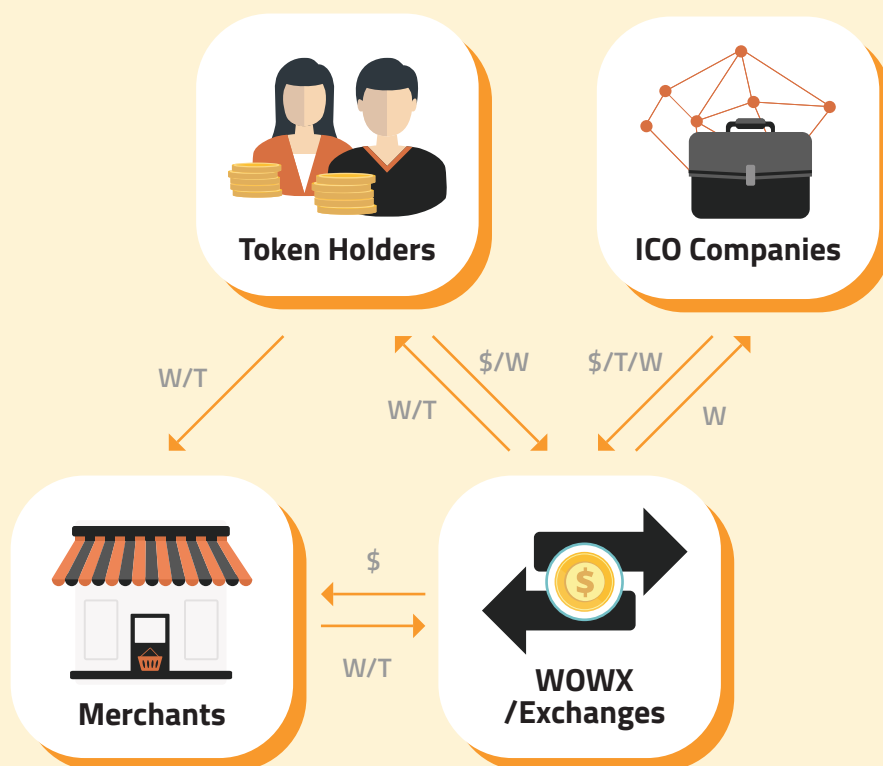 Token Holders
ICO Companies
W/T
$/W
W/T
$/T/W
W
$
W/T
Merchants
WOWX
/Exchanges